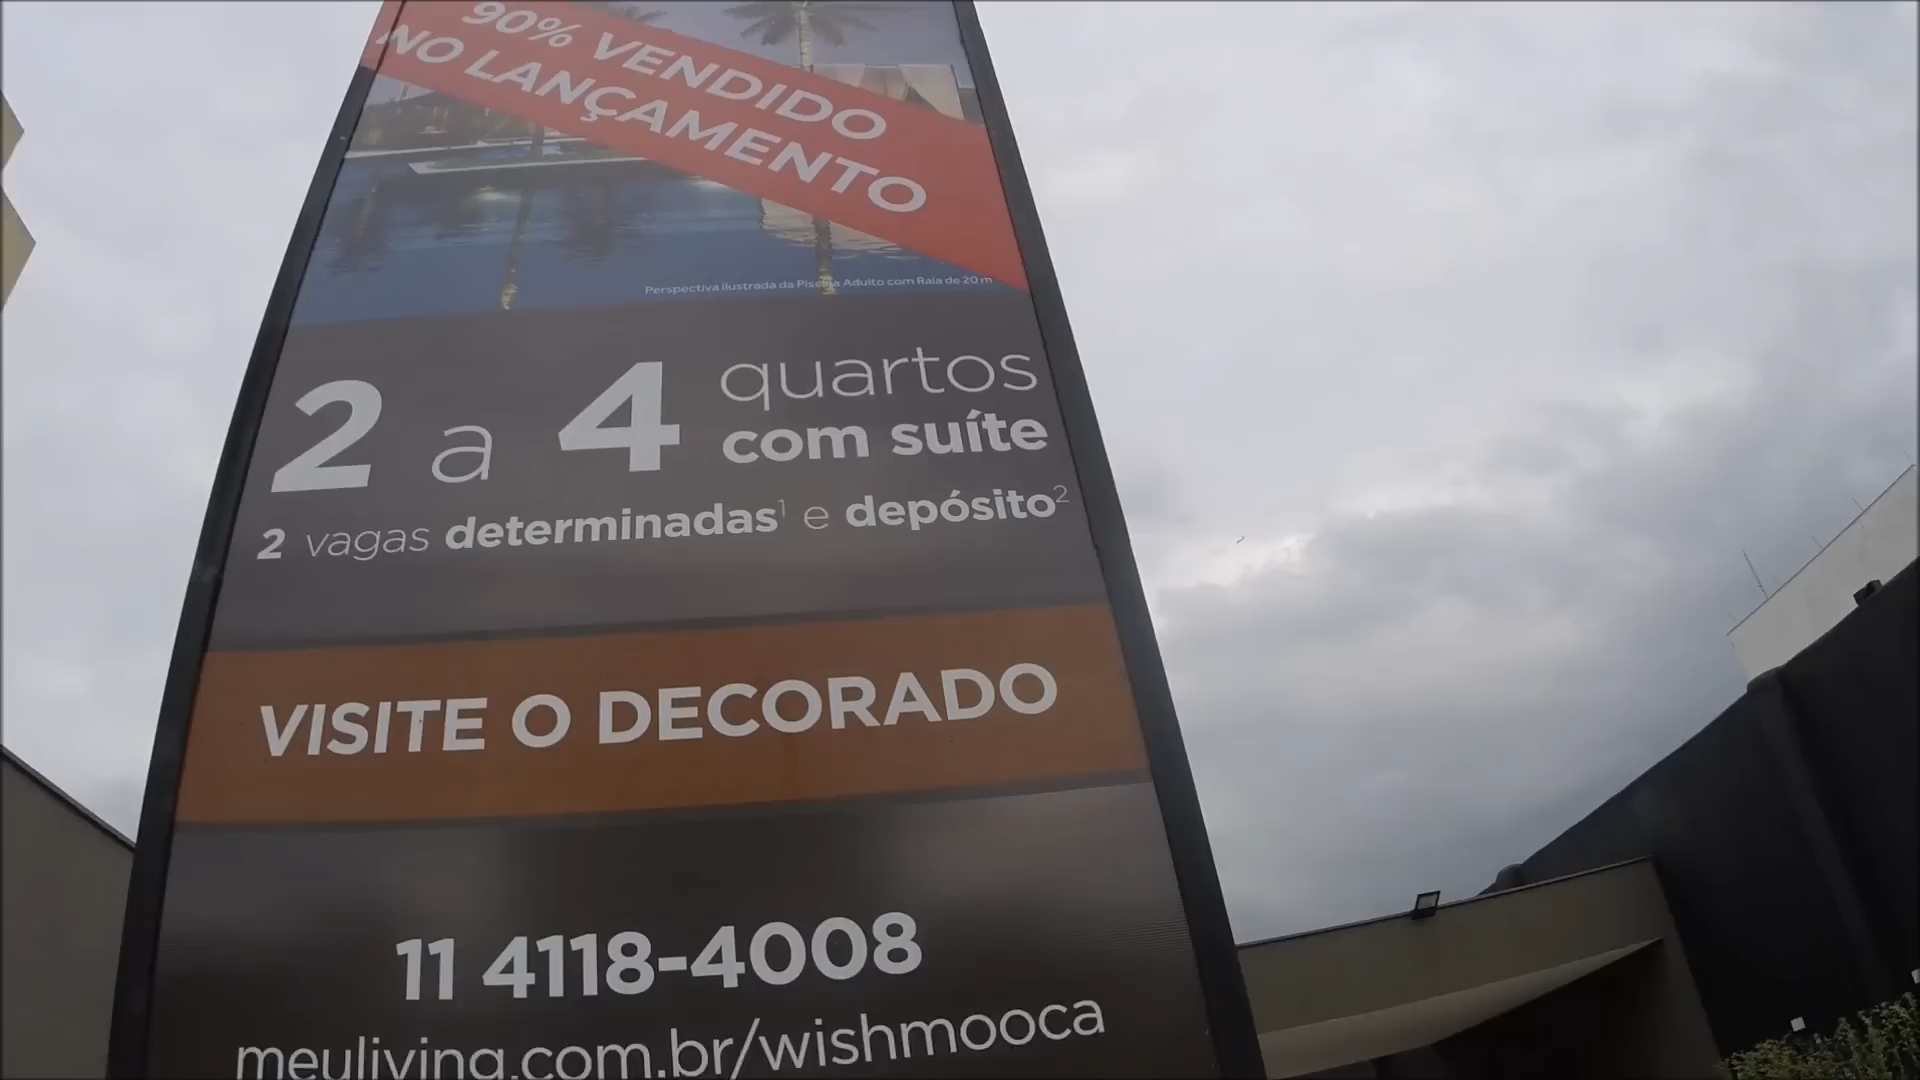 90% VENDIDO
NO LANÇAMENTO
Perspectiva ilustrada da Piscina Adulto com Raia de 20 m
2 a 4 quartos
com suíte
2 vagas determinadas¹ e depósito²
VISITE O DECORADO
11 4118-4008
meuliving.com.br/wishmooca